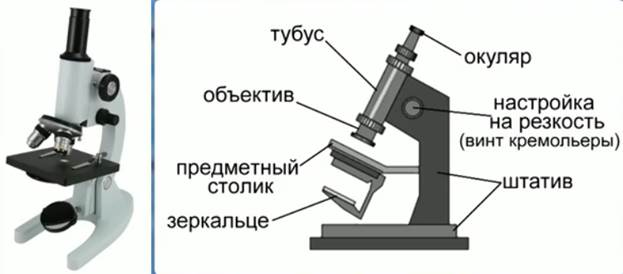 тубус
окуляр
объектив
настройка
на резкость
(винт кремольеры)
предметный
столик
штатив
зеркальце